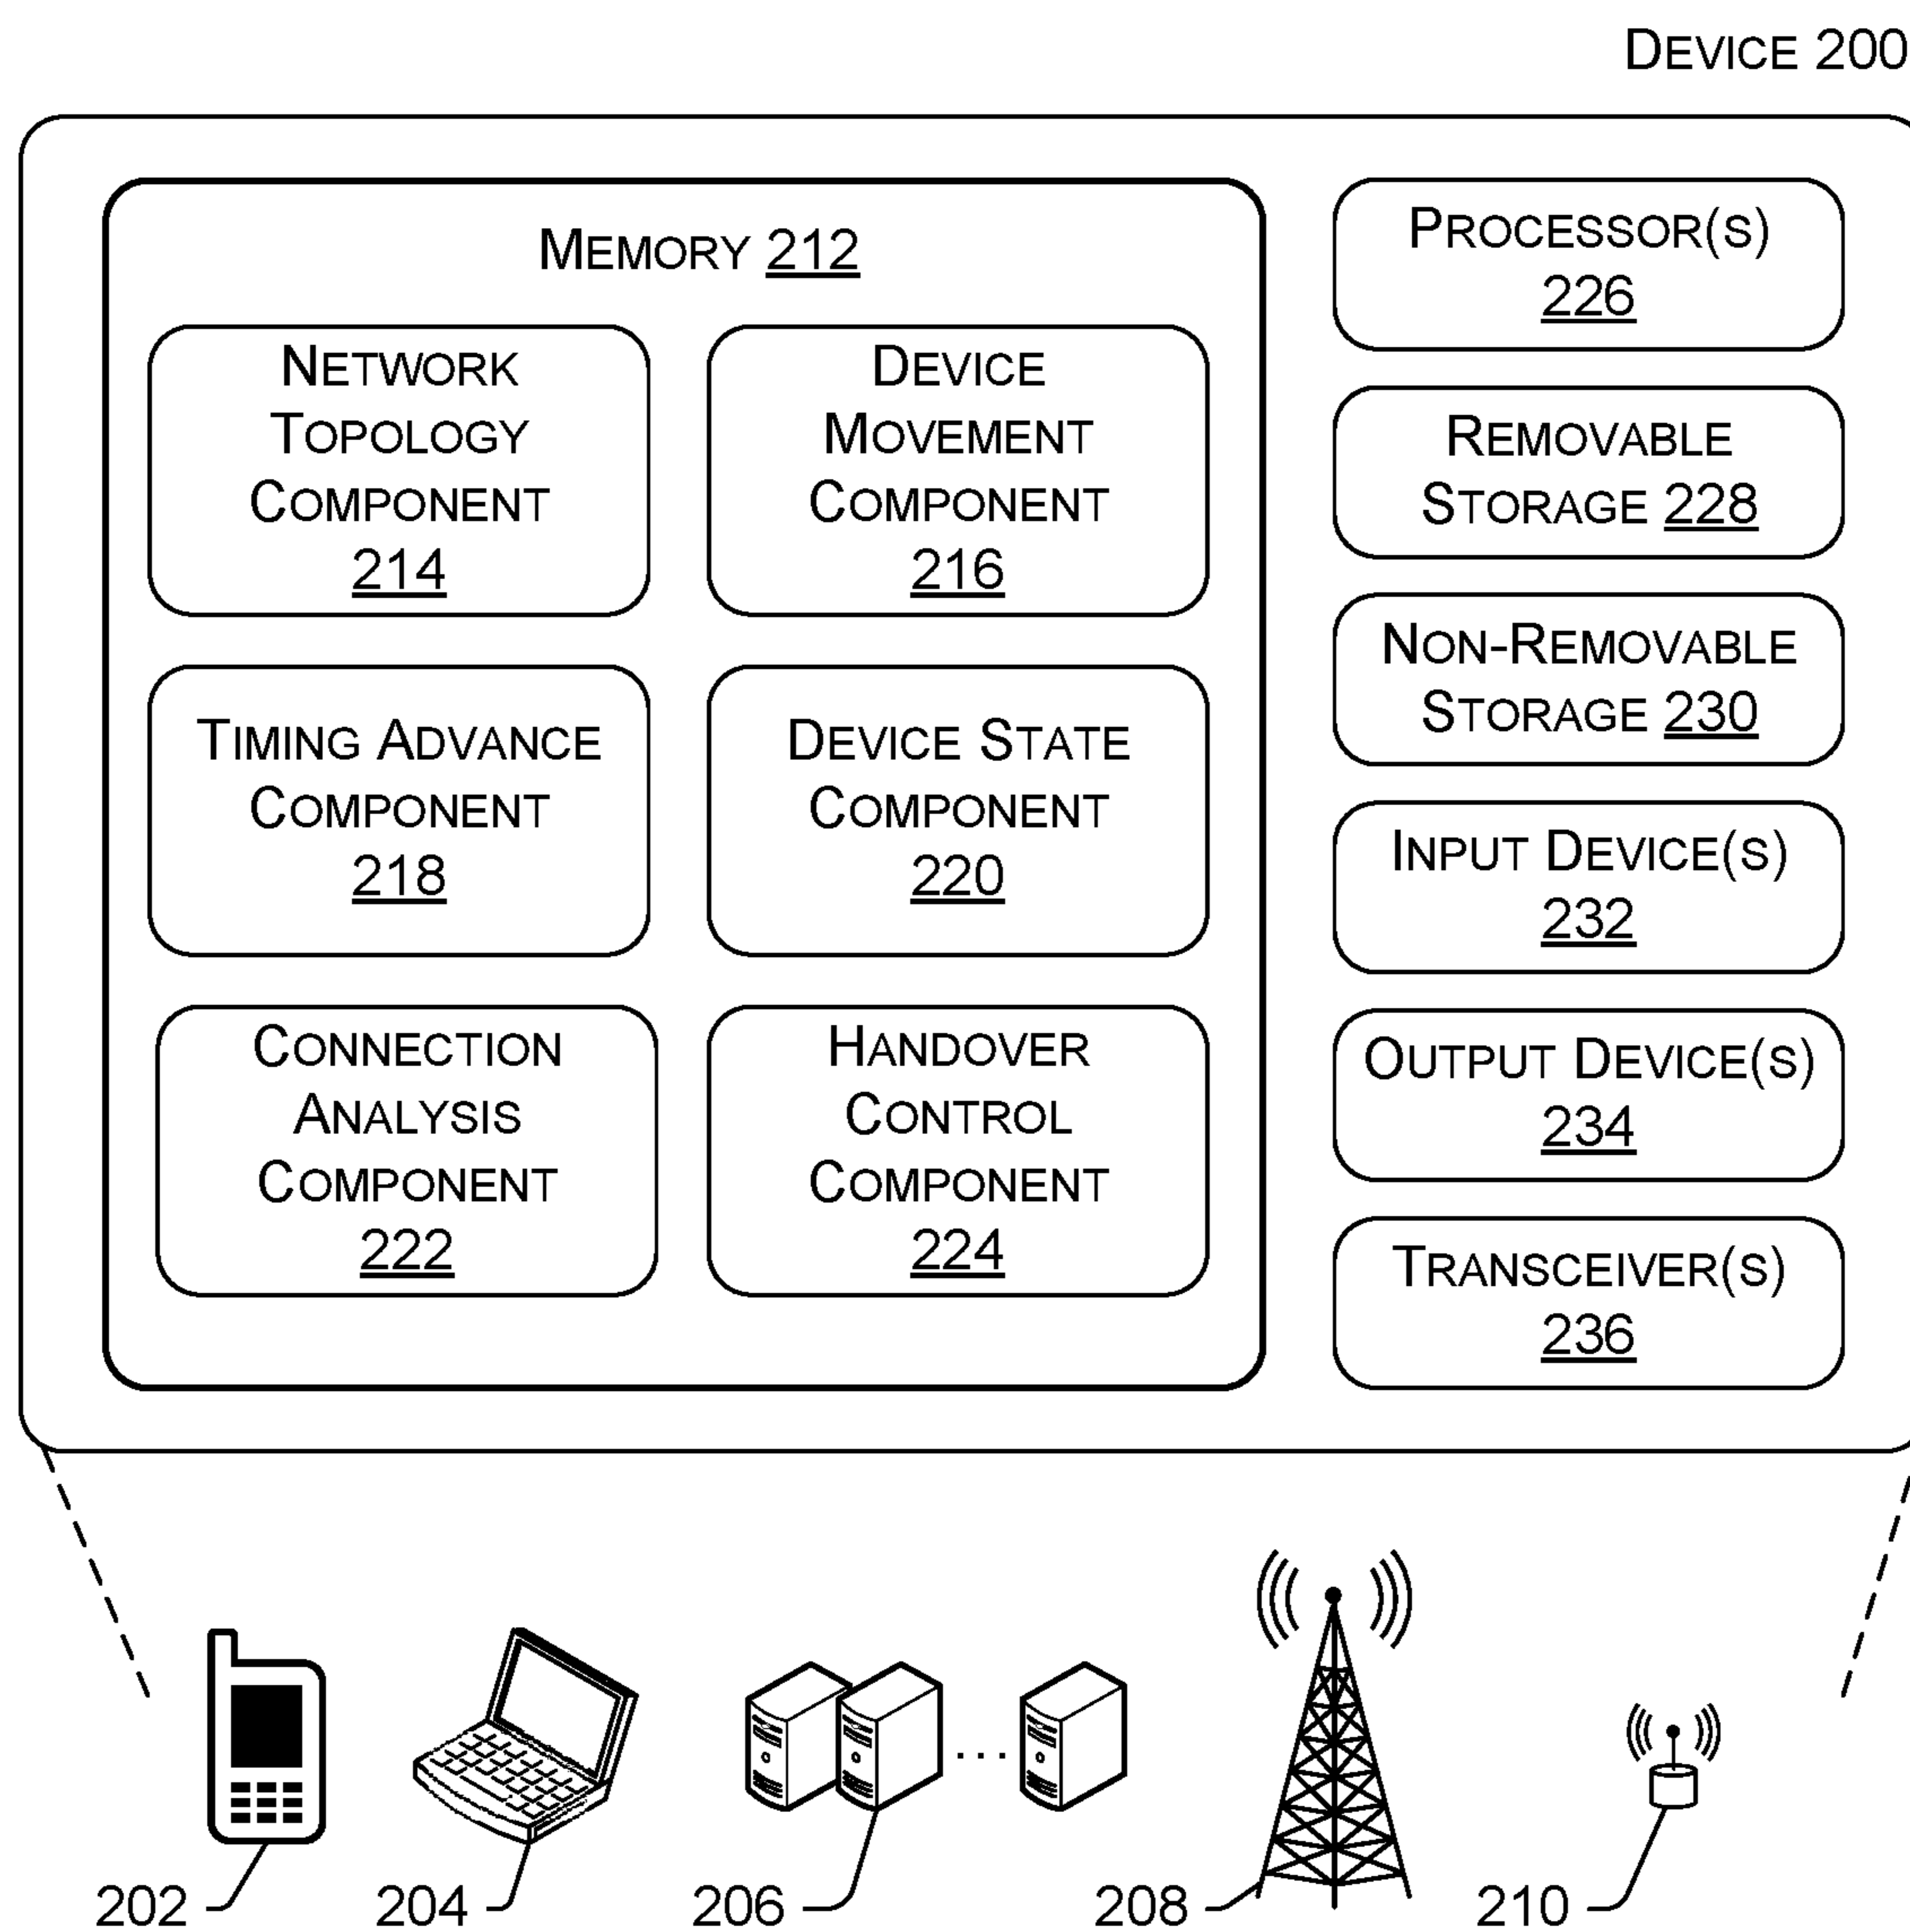 DEVICE 200
MEMORY 212
NETWORK
TOPOLOGY
COMPONENT
214
DEVICE
MOVEMENT
COMPONENT
216
TIMING ADVANCE
COMPONENT
218
DEVICE STATE
COMPONENT
220
CONNECTION
ANALYSIS
COMPONENT
222
HANDOVER
CONTROL
COMPONENT
224
PROCESSOR(S)
226
REMOVABLE
STORAGE 228
NON-REMOVABLE
STORAGE 230
INPUT DEVICE(S)
232
OUTPUT DEVICE(S)
234
TRANSCEIVER(S)
236
...
202
204
206
208
210